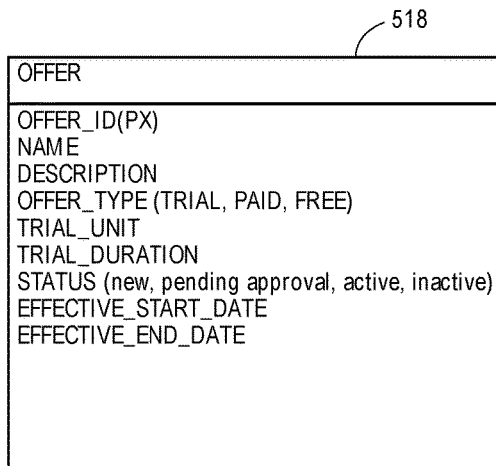 518
OFFER
OFFER_ID(PX)
NAME
DESCRIPTION
OFFER_TYPE (TRIAL, PAID, FREE)
TRIAL_UNIT
TRIAL_DURATION
STATUS (new, pending approval, active, inactive)
EFFECTIVE_START_DATE
EFFECTIVE_END_DATE